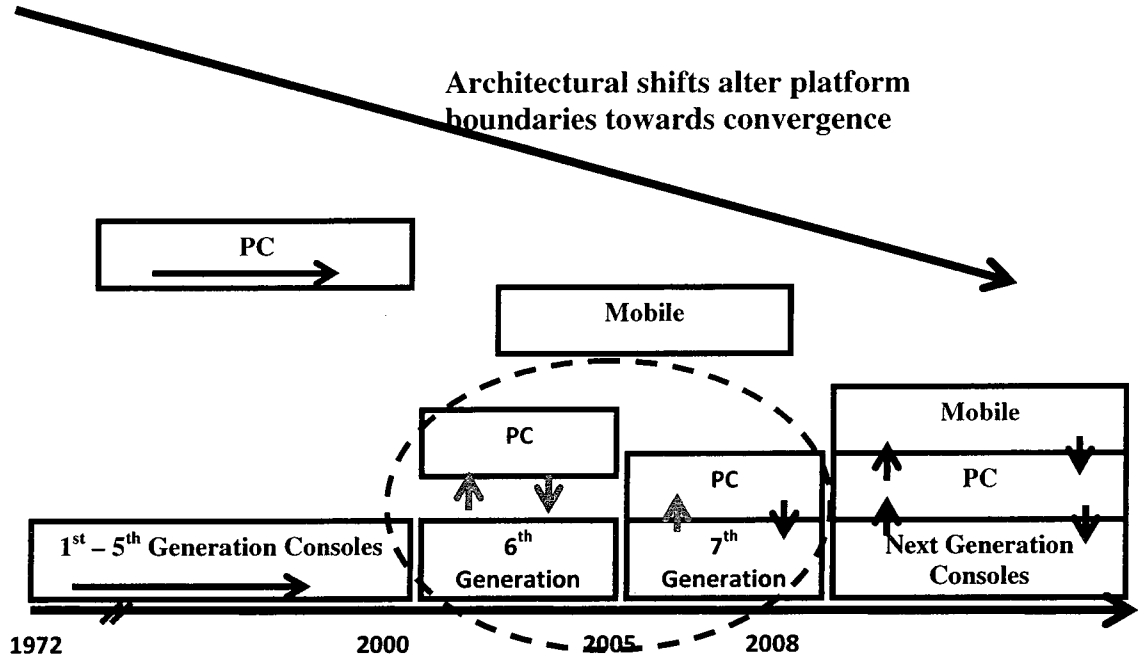 Architectural shifts alter platform
boundaries towards convergence
PC
Mobile
Mobile
PC
PC
PC
1st – 5th Generation Consoles
6th
Generation
7th
Generation
Next Generation
Consoles
1972
2000
2005
2008